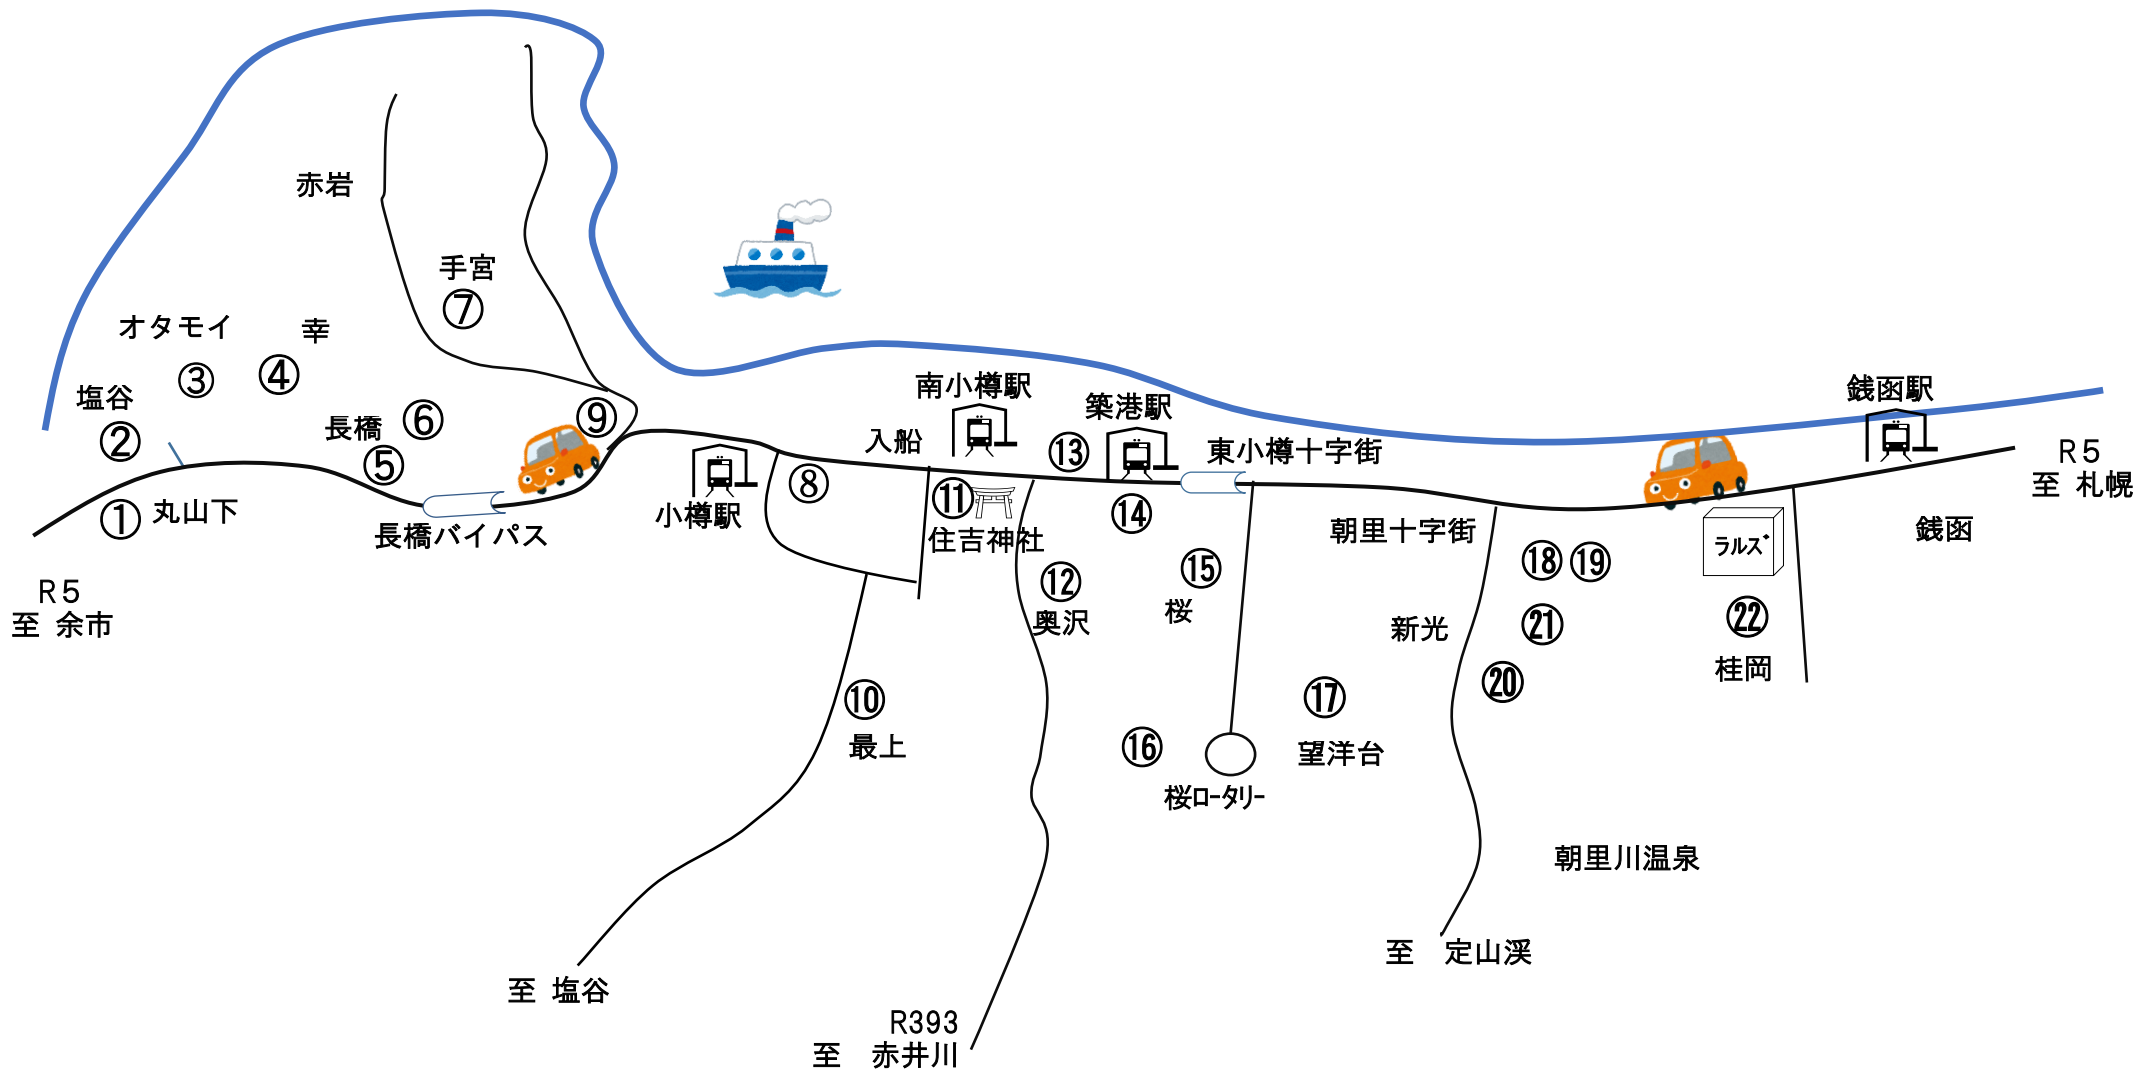 赤岩
手宮
⑦
オタモイ
幸
③
④
塩谷
②
長橋
⑥
⑤
⑨
①
丸山下
長橋バイパス
R5
至 余市
小樽駅
⑧
入船
南小樽駅
⑪
住吉神社
⑬
築港駅
⑭
東小樽十字街
⑫
奥沢
⑮
桜
⑩
最上
⑯
桜ロータリー
⑰
望洋台
朝里十字街
新光
⑱
⑲
㉑
⑳
ラルズ
㉒
桂岡
銭函駅
銭函
R5
至 札幌
朝里川温泉
至 定山渓
至 塩谷
R393
至 赤井川